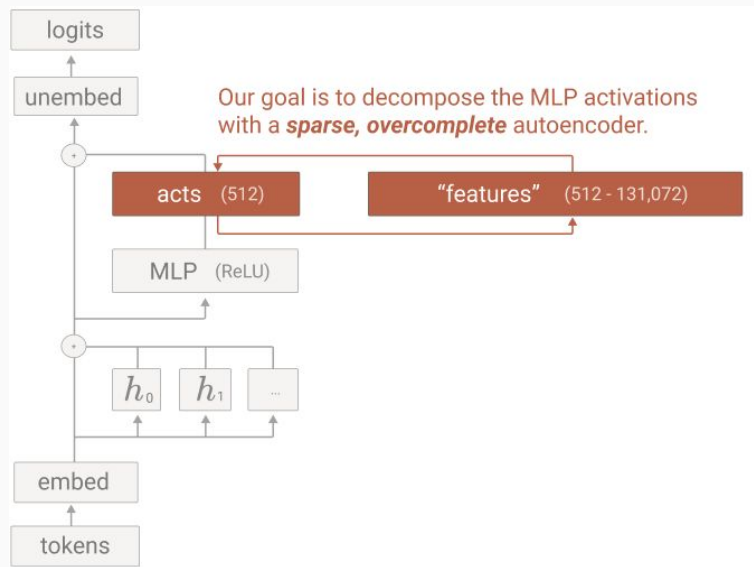 logits
unembed
Our goal is to decompose the MLP activations
with a sparse, overcomplete autoencoder.
+
acts (512)
“features” (512 - 131,072)
MLP (ReLU)
+
h₀
h₁
...
embed
tokens